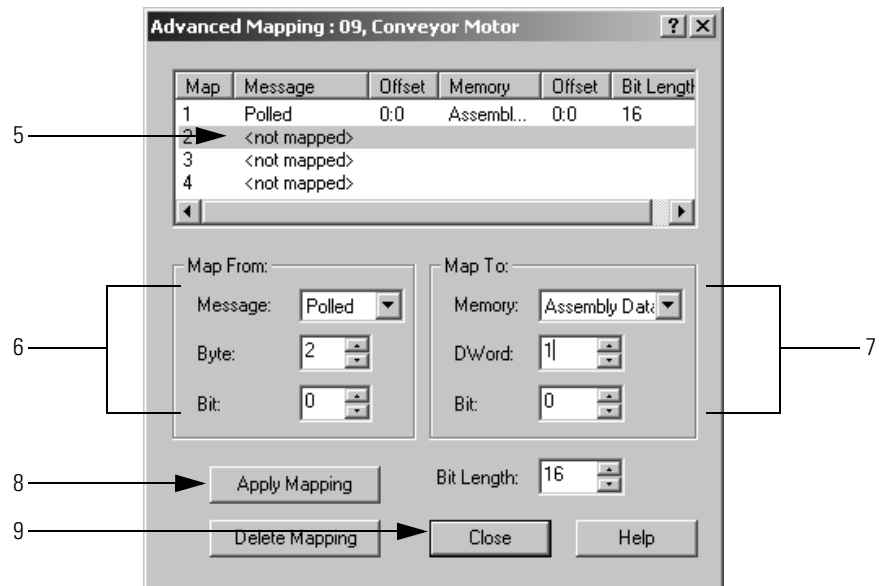 Advanced Mapping : 09, Conveyor Motor
Map Message Offset Memory Offset Bit Length
1 Polled 0:0 Assembl... 0:0 16
5
2 <not mapped>
3 <not mapped>
4 <not mapped>
Map From: Map To:
Message: Polled Memory: Assembly Data
6 Byte: 2 DWord: 1 7
Bit: 0 Bit: 0
8 Apply Mapping Bit Length: 16
9 Delete Mapping Close Help